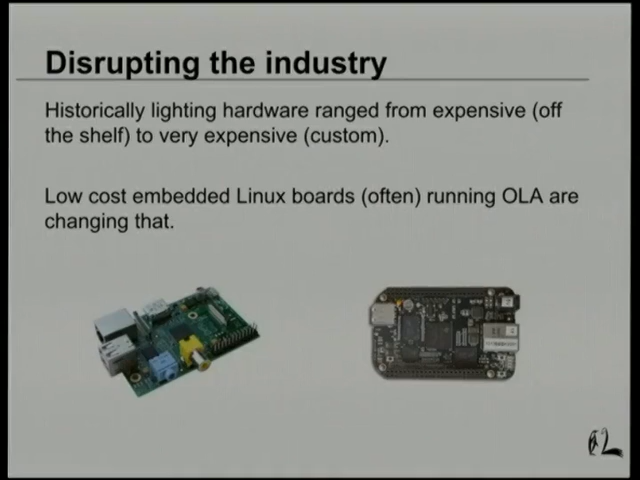 Disrupting the industry
Historically lighting hardware ranged from expensive (off
the shelf) to very expensive (custom).
Low cost embedded Linux boards (often) running OLA are
changing that.